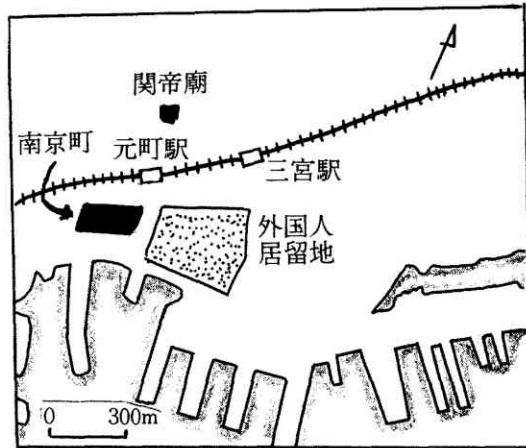 関帝廟
南京町
元町駅
三宮駅
外国人
居留地
0 300m